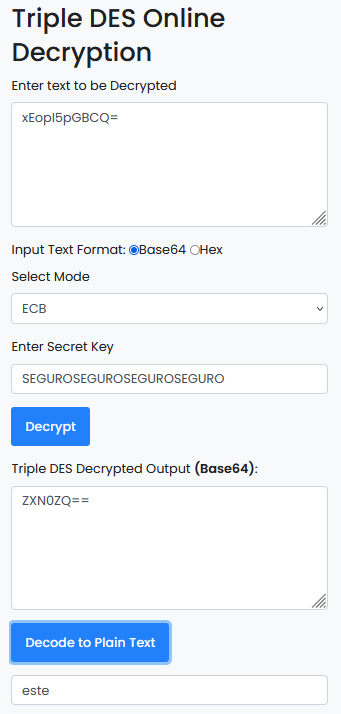 Triple DES Online
Decryption
Enter text to be Decrypted
xEopI5pGBCQ=
Input Text Format: Base64 Hex
Select Mode
ECB
Enter Secret Key
SEGUROSEGUROSEGUROSEGURO
Decrypt
Triple DES Decrypted Output (Base64):
ZXN0ZQ==
Decode to Plain Text
este